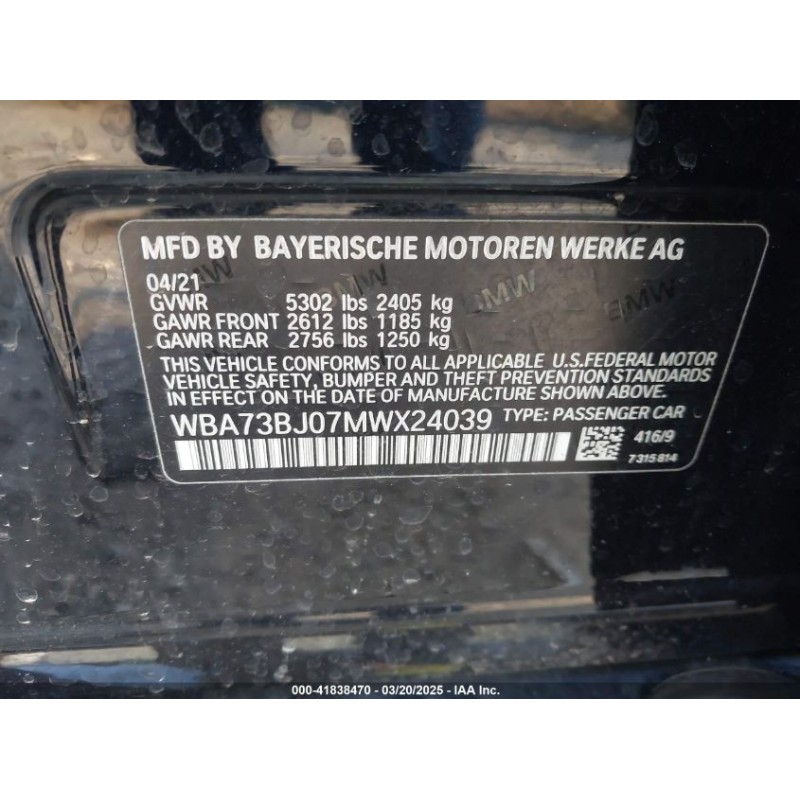 MFD BY BAYERISCHE MOTOREN WERKE AG
04/21
GVWR 5302 lbs 2405 kg
GAWR FRONT 2612 lbs 1185 kg
GAWR REAR 2756 lbs 1250 kg
THIS VEHICLE CONFORMS TO ALL APPLICABLE U.S.FEDERAL MOTOR
VEHICLE SAFETY, BUMPER AND THEFT PREVENTION STANDARDS
IN EFFECT ON THE DATE OF MANUFACTURE SHOWN ABOVE.
WBA73BJ07MWX24039 TYPE: PASSENGER CAR
416/9
7315814
BMW
BMW
BMW
000-41838470 - 03/20/2025 - IAA Inc.